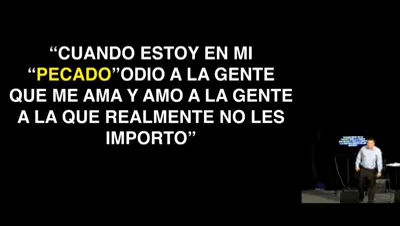 “CUANDO ESTOY EN MI
“PECADO”ODIO A LA GENTE
QUE ME AMA Y AMO A LA GENTE
A LA QUE REALMENTE NO LES
IMPORTO”